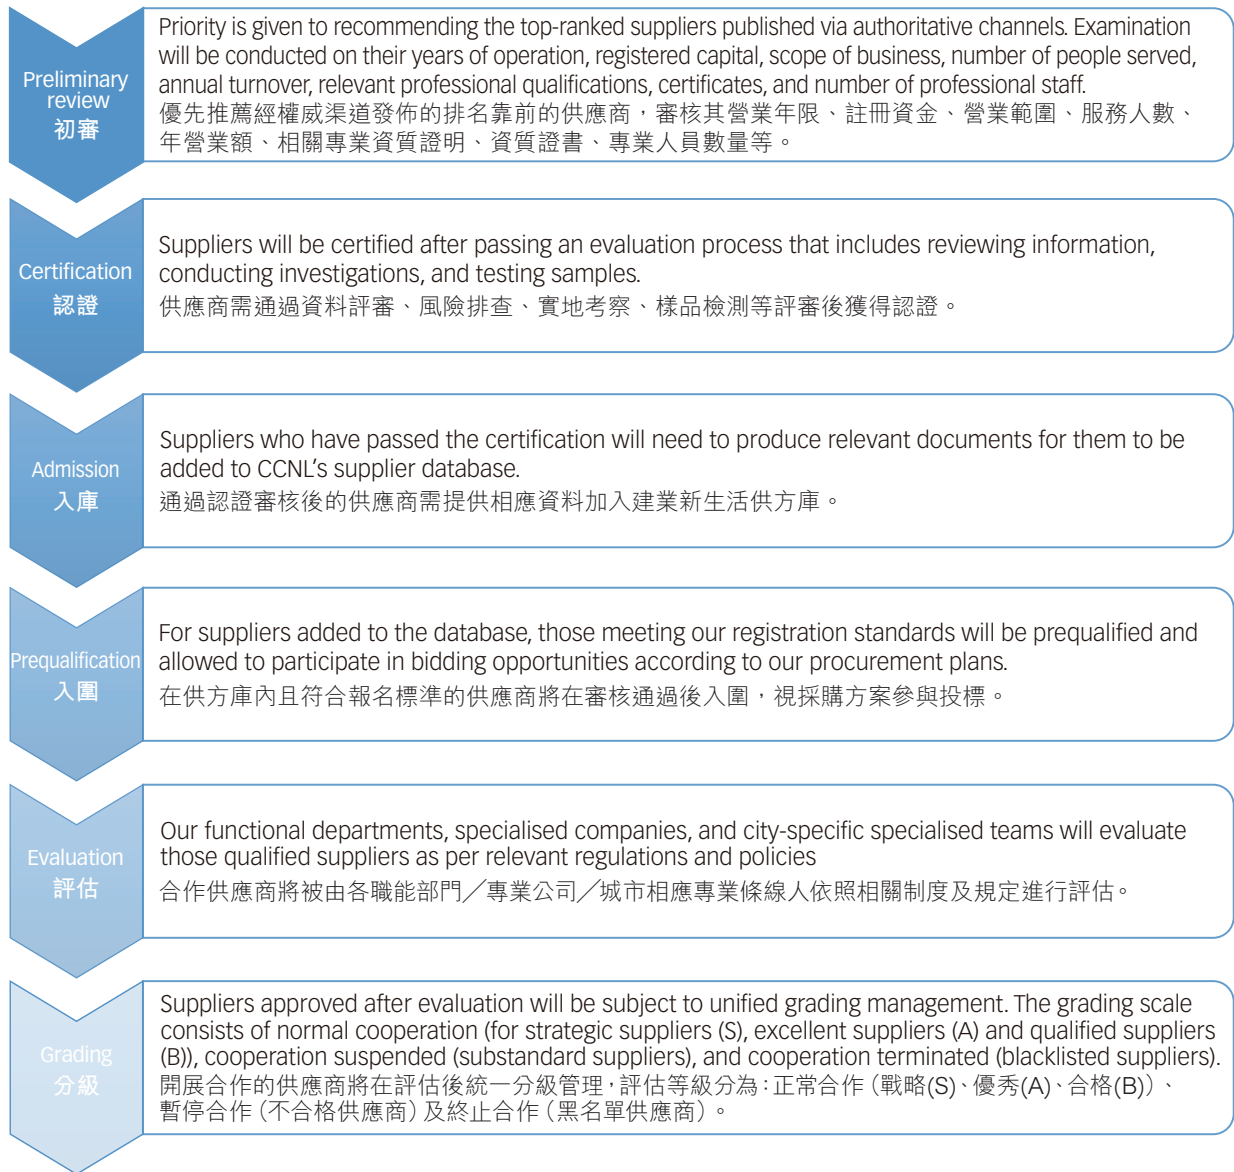 Preliminary
review
初審
Priority is given to recommending the top-ranked suppliers published via authoritative channels. Examination
will be conducted on their years of operation, registered capital, scope of business, number of people served,
annual turnover, relevant professional qualifications, certificates, and number of professional staff.
優先推薦經權威渠道發佈的排名靠前的供應商，審核其營業年限、註冊資金、營業範圍、服務人數、
年營業額、相關專業資質證明、資質證書、專業人員數量等。
Certification
認證
Suppliers will be certified after passing an evaluation process that includes reviewing information,
conducting investigations, and testing samples.
供應商需通過資料評審、風險排查、實地考察、樣品檢測等評審後獲得認證。
Admission
入庫
Suppliers who have passed the certification will need to produce relevant documents for them to be
added to CCNL's supplier database.
通過認證審核後的供應商需提供相應資料加入建業新生活供方庫。
Prequalification
入圍
For suppliers added to the database, those meeting our registration standards will be prequalified and
allowed to participate in bidding opportunities according to our procurement plans.
在供方庫內且符合報名標準的供應商將在審核通過後入圍，視採購方案參與投標。
Evaluation
評估
Our functional departments, specialised companies, and city-specific specialised teams will evaluate
those qualified suppliers as per relevant regulations and policies
合作供應商將被由各職能部門／專業公司／城市相應專業條線人依照相關制度及規定進行評估。
Grading
分級
Suppliers approved after evaluation will be subject to unified grading management. The grading scale
consists of normal cooperation (for strategic suppliers (S), excellent suppliers (A) and qualified suppliers
(B)), cooperation suspended (substandard suppliers), and cooperation terminated (blacklisted suppliers).
開展合作的供應商將在評估後統一分級管理，評估等級分為：正常合作（戰略(S)、優秀(A)、合格(B)）、
暫停合作（不合格供應商）及終止合作（黑名單供應商）。